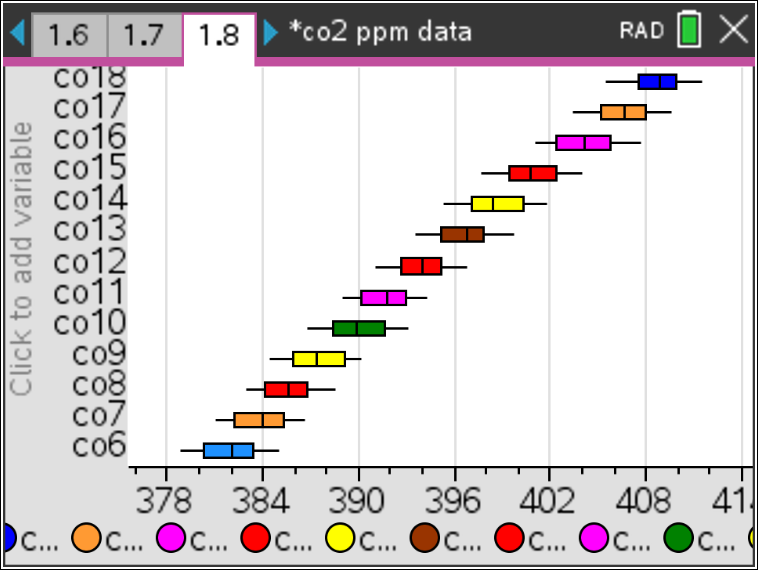 1.6 1.7 1.8 *co2 ppm data RAD
Click to add variable
co18
co17
co16
co15
co14
co13
co12
co11
co10
co9
co8
co7
co6
378 384 390 396 402 408 414
C... C... C... C... C... C... C... C... C...